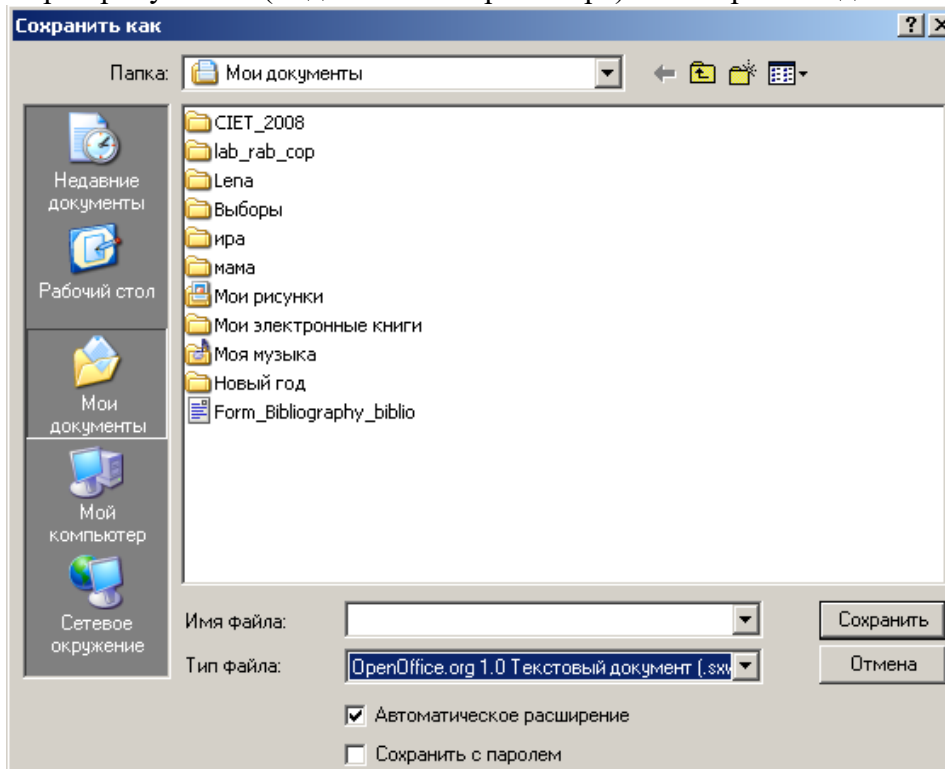 Сохранить как
Папка:
Мои документы
Недавние
документы
Рабочий стол
Мои
документы
Мой
компьютер
Сетевое
окружение
CIET_2008
lab_rab_cop
Lena
Выборы
ира
мама
Мои рисунки
Мои электронные книги
Моя музыка
Новый год
Form_Bibliography_biblio
Имя файла:
Сохранить
Тип файла:
OpenOffice.org 1.0 Текстовый документ (.sxw
Отмена
Автоматическое расширение
Сохранить с паролем